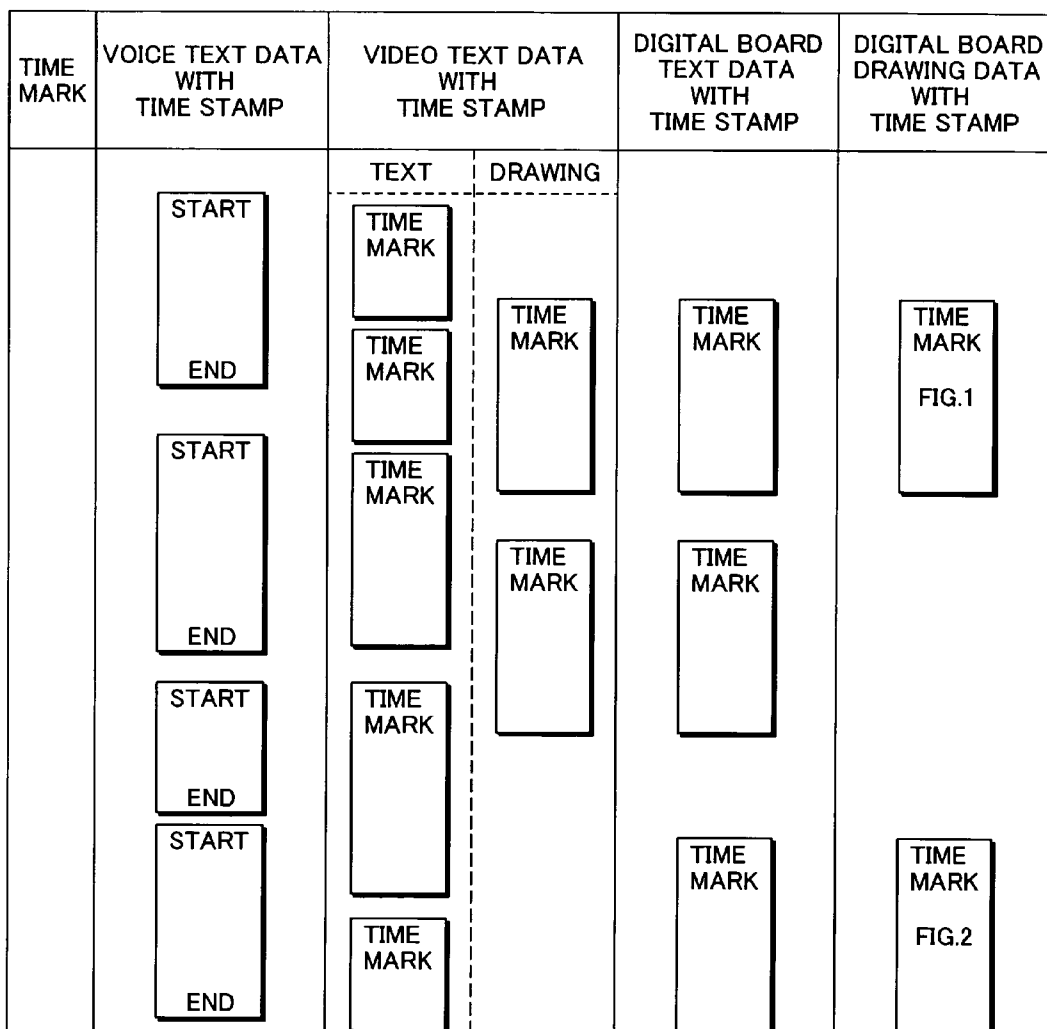 TIME
MARK
VOICE TEXT DATA
WITH
TIME STAMP
VIDEO TEXT DATA
WITH
TIME STAMP
DIGITAL BOARD
TEXT DATA
WITH
TIME STAMP
DIGITAL BOARD
DRAWING DATA
WITH
TIME STAMP
TEXT
DRAWING
START
END
START
END
START
END
START
END
TIME
MARK
TIME
MARK
TIME
MARK
TIME
MARK
TIME
MARK
TIME
MARK
TIME
MARK
TIME
MARK
TIME
MARK
TIME
MARK
TIME
MARK
FIG.1
TIME
MARK
FIG.2